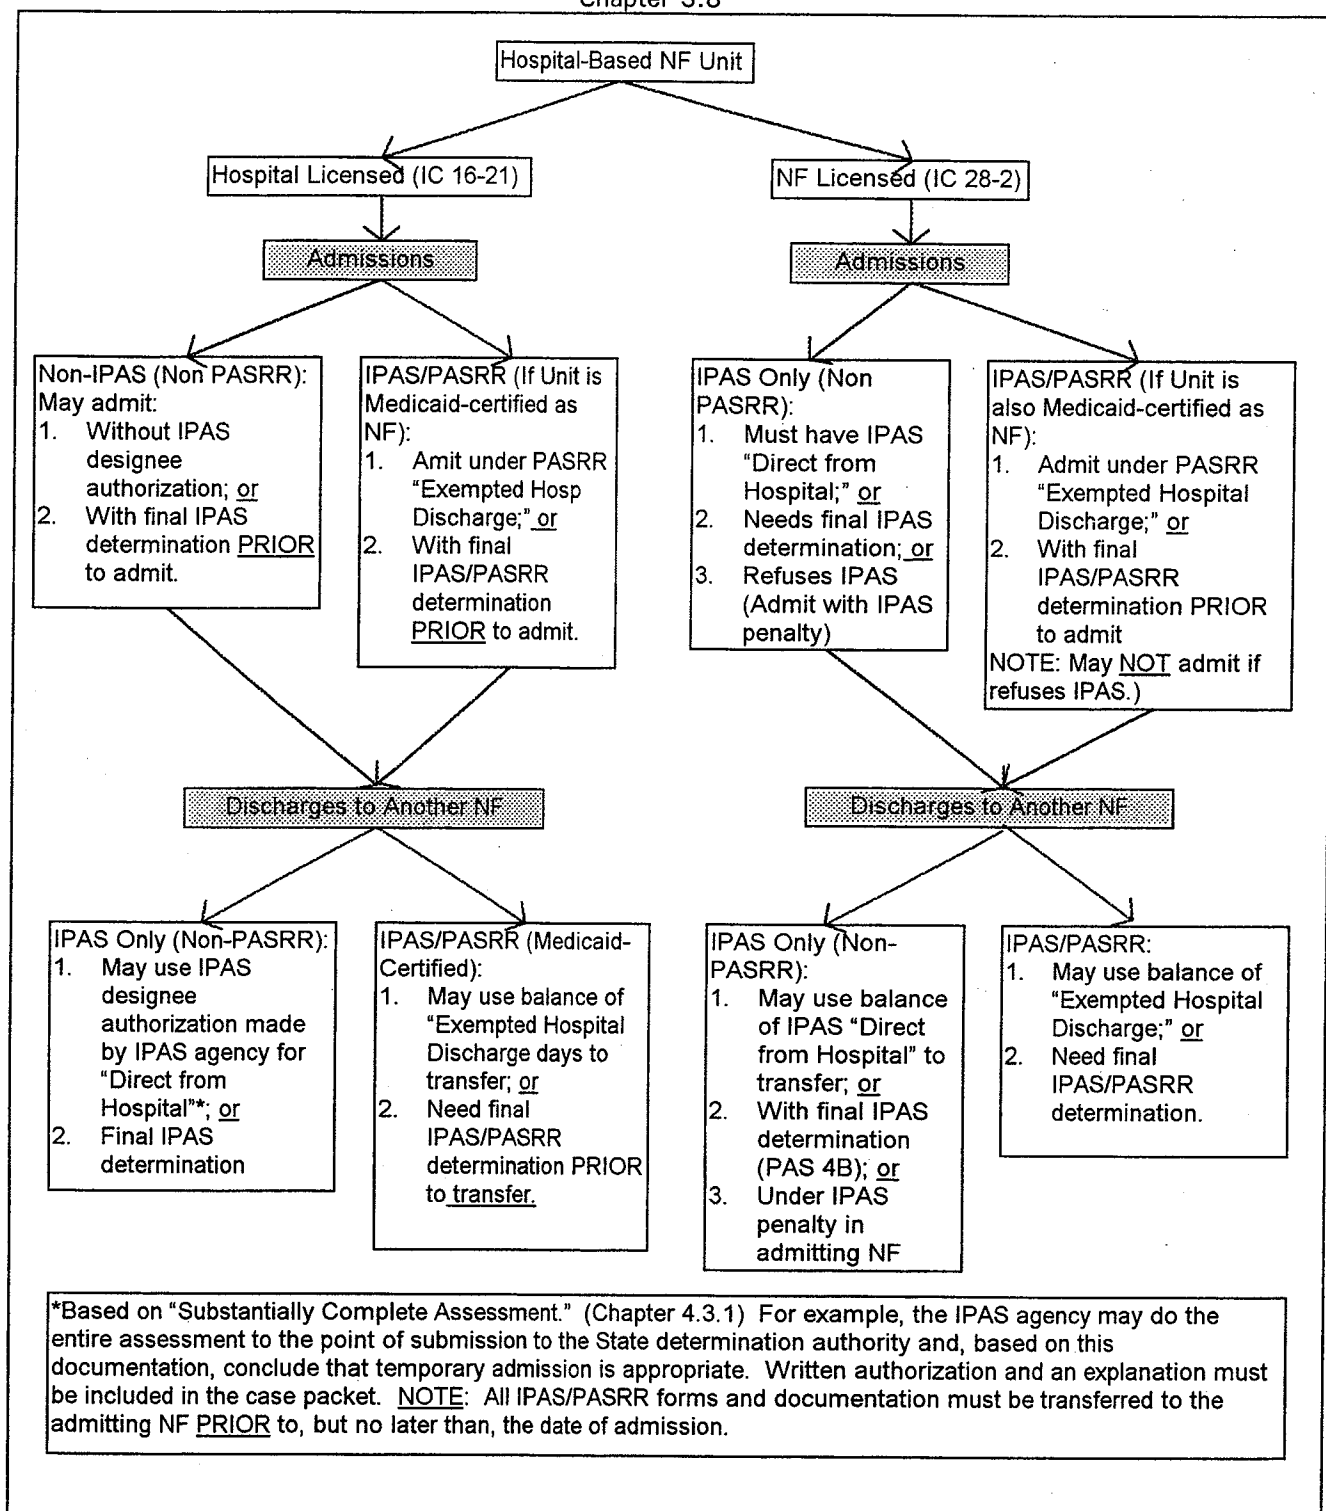 Chapter 3.8
Hospital-Based NF Unit
Hospital Licensed (IC 16-21)
NF Licensed (IC 28-2)
Admissions
Admissions
Non-IPAS (Non PASRR):
May admit:
1. Without IPAS
designee
authorization; or
2. With final IPAS
determination PRIOR
to admit.
IPAS/PASRR (If Unit is
Medicaid-certified as
NF):
1. Amit under PASRR
“Exempted Hosp
Discharge;” or
2. With final
IPAS/PASRR
determination
PRIOR to admit.
IPAS Only (Non
PASRR):
1. Must have IPAS
“Direct from
Hospital;” or
2. Needs final IPAS
determination; or
3. Refuses IPAS
(Admit with IPAS
penalty)
IPAS/PASRR (If Unit is
also Medicaid-certified as
NF):
1. Admit under PASRR
“Exempted Hospital
Discharge;” or
2. With final
IPAS/PASRR
determination PRIOR
to admit
NOTE: May NOT admit if
refuses IPAS.)
Discharges to Another NF
Discharges to Another NF
IPAS Only (Non-PASRR):
1. May use IPAS
designee
authorization made
by IPAS agency for
“Direct from
Hospital”*; or
2. Final IPAS
determination
IPAS/PASRR (Medicaid-
Certified):
1. May use balance of
“Exempted Hospital
Discharge days to
transfer; or
2. Need final
IPAS/PASRR
determination PRIOR
to transfer.
IPAS Only (Non-
PASRR):
1. May use balance
of IPAS “Direct
from Hospital” to
transfer; or
2. With final IPAS
determination
(PAS 4B); or
3. Under IPAS
penalty in
admitting NF
IPAS/PASRR:
1. May use balance of
“Exempted Hospital
Discharge;” or
2. Need final
IPAS/PASRR
determination.
*Based on “Substantially Complete Assessment.” (Chapter 4.3.1) For example, the IPAS agency may do the
entire assessment to the point of submission to the State determination authority and, based on this
documentation, conclude that temporary admission is appropriate. Written authorization and an explanation must
be included in the case packet. NOTE: All IPAS/PASRR forms and documentation must be transferred to the
admitting NF PRIOR to, but no later than, the date of admission.